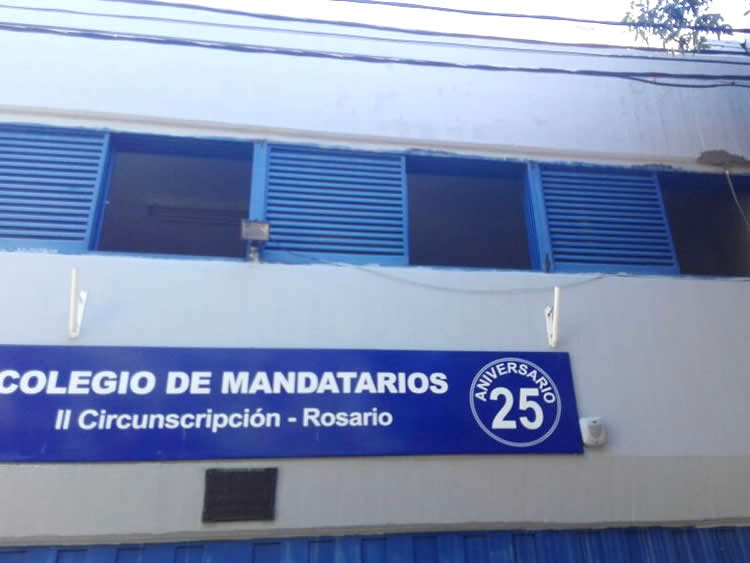 COLEGIO DE MANDATARIOS
II Circunscripción - Rosario
ANIVERSARIO
25